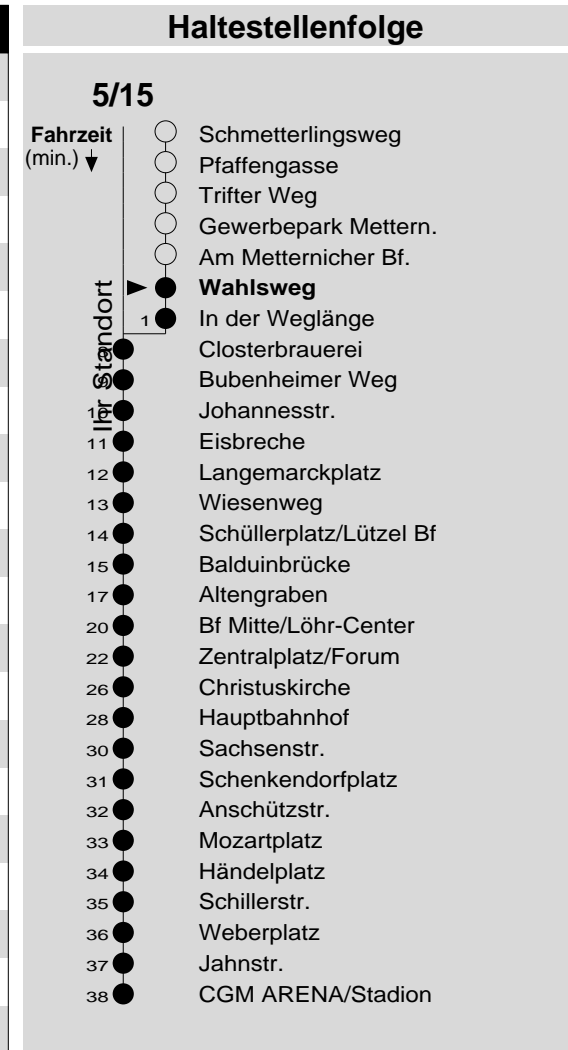 Haltestellenfolge
5/15
Fahrzeit
(min.)
Schmetterlingsweg
Pfaffengasse
Trifter Weg
Gewerbepark Mettern.
Am Metternicher Bf.
Ihr Standort
Wahlsweg
1 In der Weglänge
Closterbrauerei
9 Bubenheimer Weg
10 Johannesstr.
11 Eisbreche
12 Langemarckplatz
13 Wiesenweg
14 Schüllerplatz/Lützel Bf
15 Balduinbrücke
17 Altengraben
20 Bf Mitte/Löhr-Center
22 Zentralplatz/Forum
26 Christuskirche
28 Hauptbahnhof
30 Sachsenstr.
31 Schenkendorfplatz
32 Anschützstr.
33 Mozartplatz
34 Händelplatz
35 Schillerstr.
36 Weberplatz
37 Jahnstr.
38 CGM ARENA/Stadion